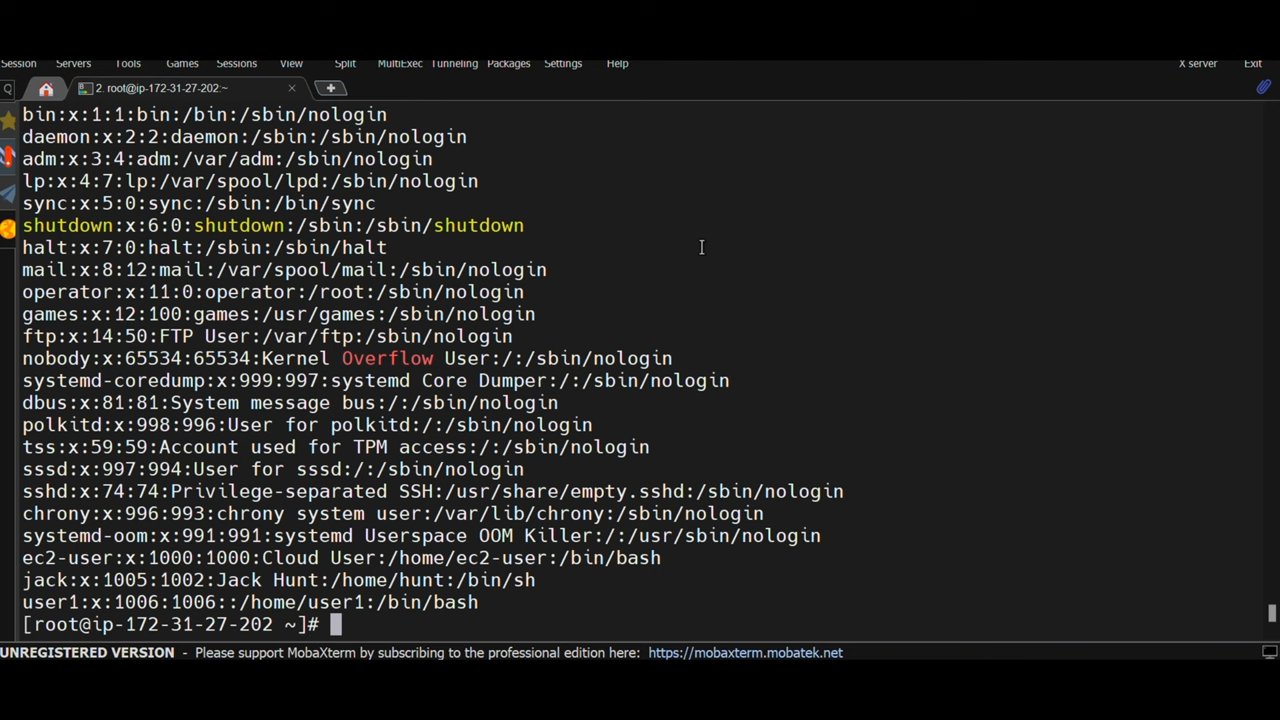 Session Servers Tools Games Sessions View Split MultiExec Tunneling Packages Settings Help X server Exit
2. root@ip-172-31-27-202:~
bin:x:1:1:bin:/bin:/sbin/nologin
daemon:x:2:2:daemon:/sbin:/sbin/nologin
adm:x:3:4:adm:/var/adm:/sbin/nologin
lp:x:4:7:lp:/var/spool/lpd:/sbin/nologin
sync:x:5:0:sync:/sbin:/bin/sync
shutdown:x:6:0:shutdown:/sbin:/sbin/shutdown
halt:x:7:0:halt:/sbin:/sbin/halt
mail:x:8:12:mail:/var/spool/mail:/sbin/nologin
operator:x:11:0:operator:/root:/sbin/nologin
games:x:12:100:games:/usr/games:/sbin/nologin
ftp:x:14:50:FTP User:/var/ftp:/sbin/nologin
nobody:x:65534:65534:Kernel Overflow User:/:/sbin/nologin
systemd-coredump:x:999:997:systemd Core Dumper:/:/sbin/nologin
dbus:x:81:81:System message bus:/:/sbin/nologin
polkitd:x:998:996:User for polkitd:/:/sbin/nologin
tss:x:59:59:Account used for TPM access:/:/sbin/nologin
sssd:x:997:994:User for sssd:/:/sbin/nologin
sshd:x:74:74:Privilege-separated SSH:/usr/share/empty.sshd:/sbin/nologin
chrony:x:996:993:chrony system user:/var/lib/chrony:/sbin/nologin
systemd-oom:x:991:991:systemd Userspace OOM Killer:/:/usr/sbin/nologin
ec2-user:x:1000:1000:Cloud User:/home/ec2-user:/bin/bash
jack:x:1005:1002:Jack Hunt:/home/hunt:/bin/sh
user1:x:1006:1006::/home/user1:/bin/bash
[root@ip-172-31-27-202 ~]#
UNREGISTERED VERSION - Please support MobaXterm by subscribing to the professional edition here: https://mobaxterm.mobatek.net